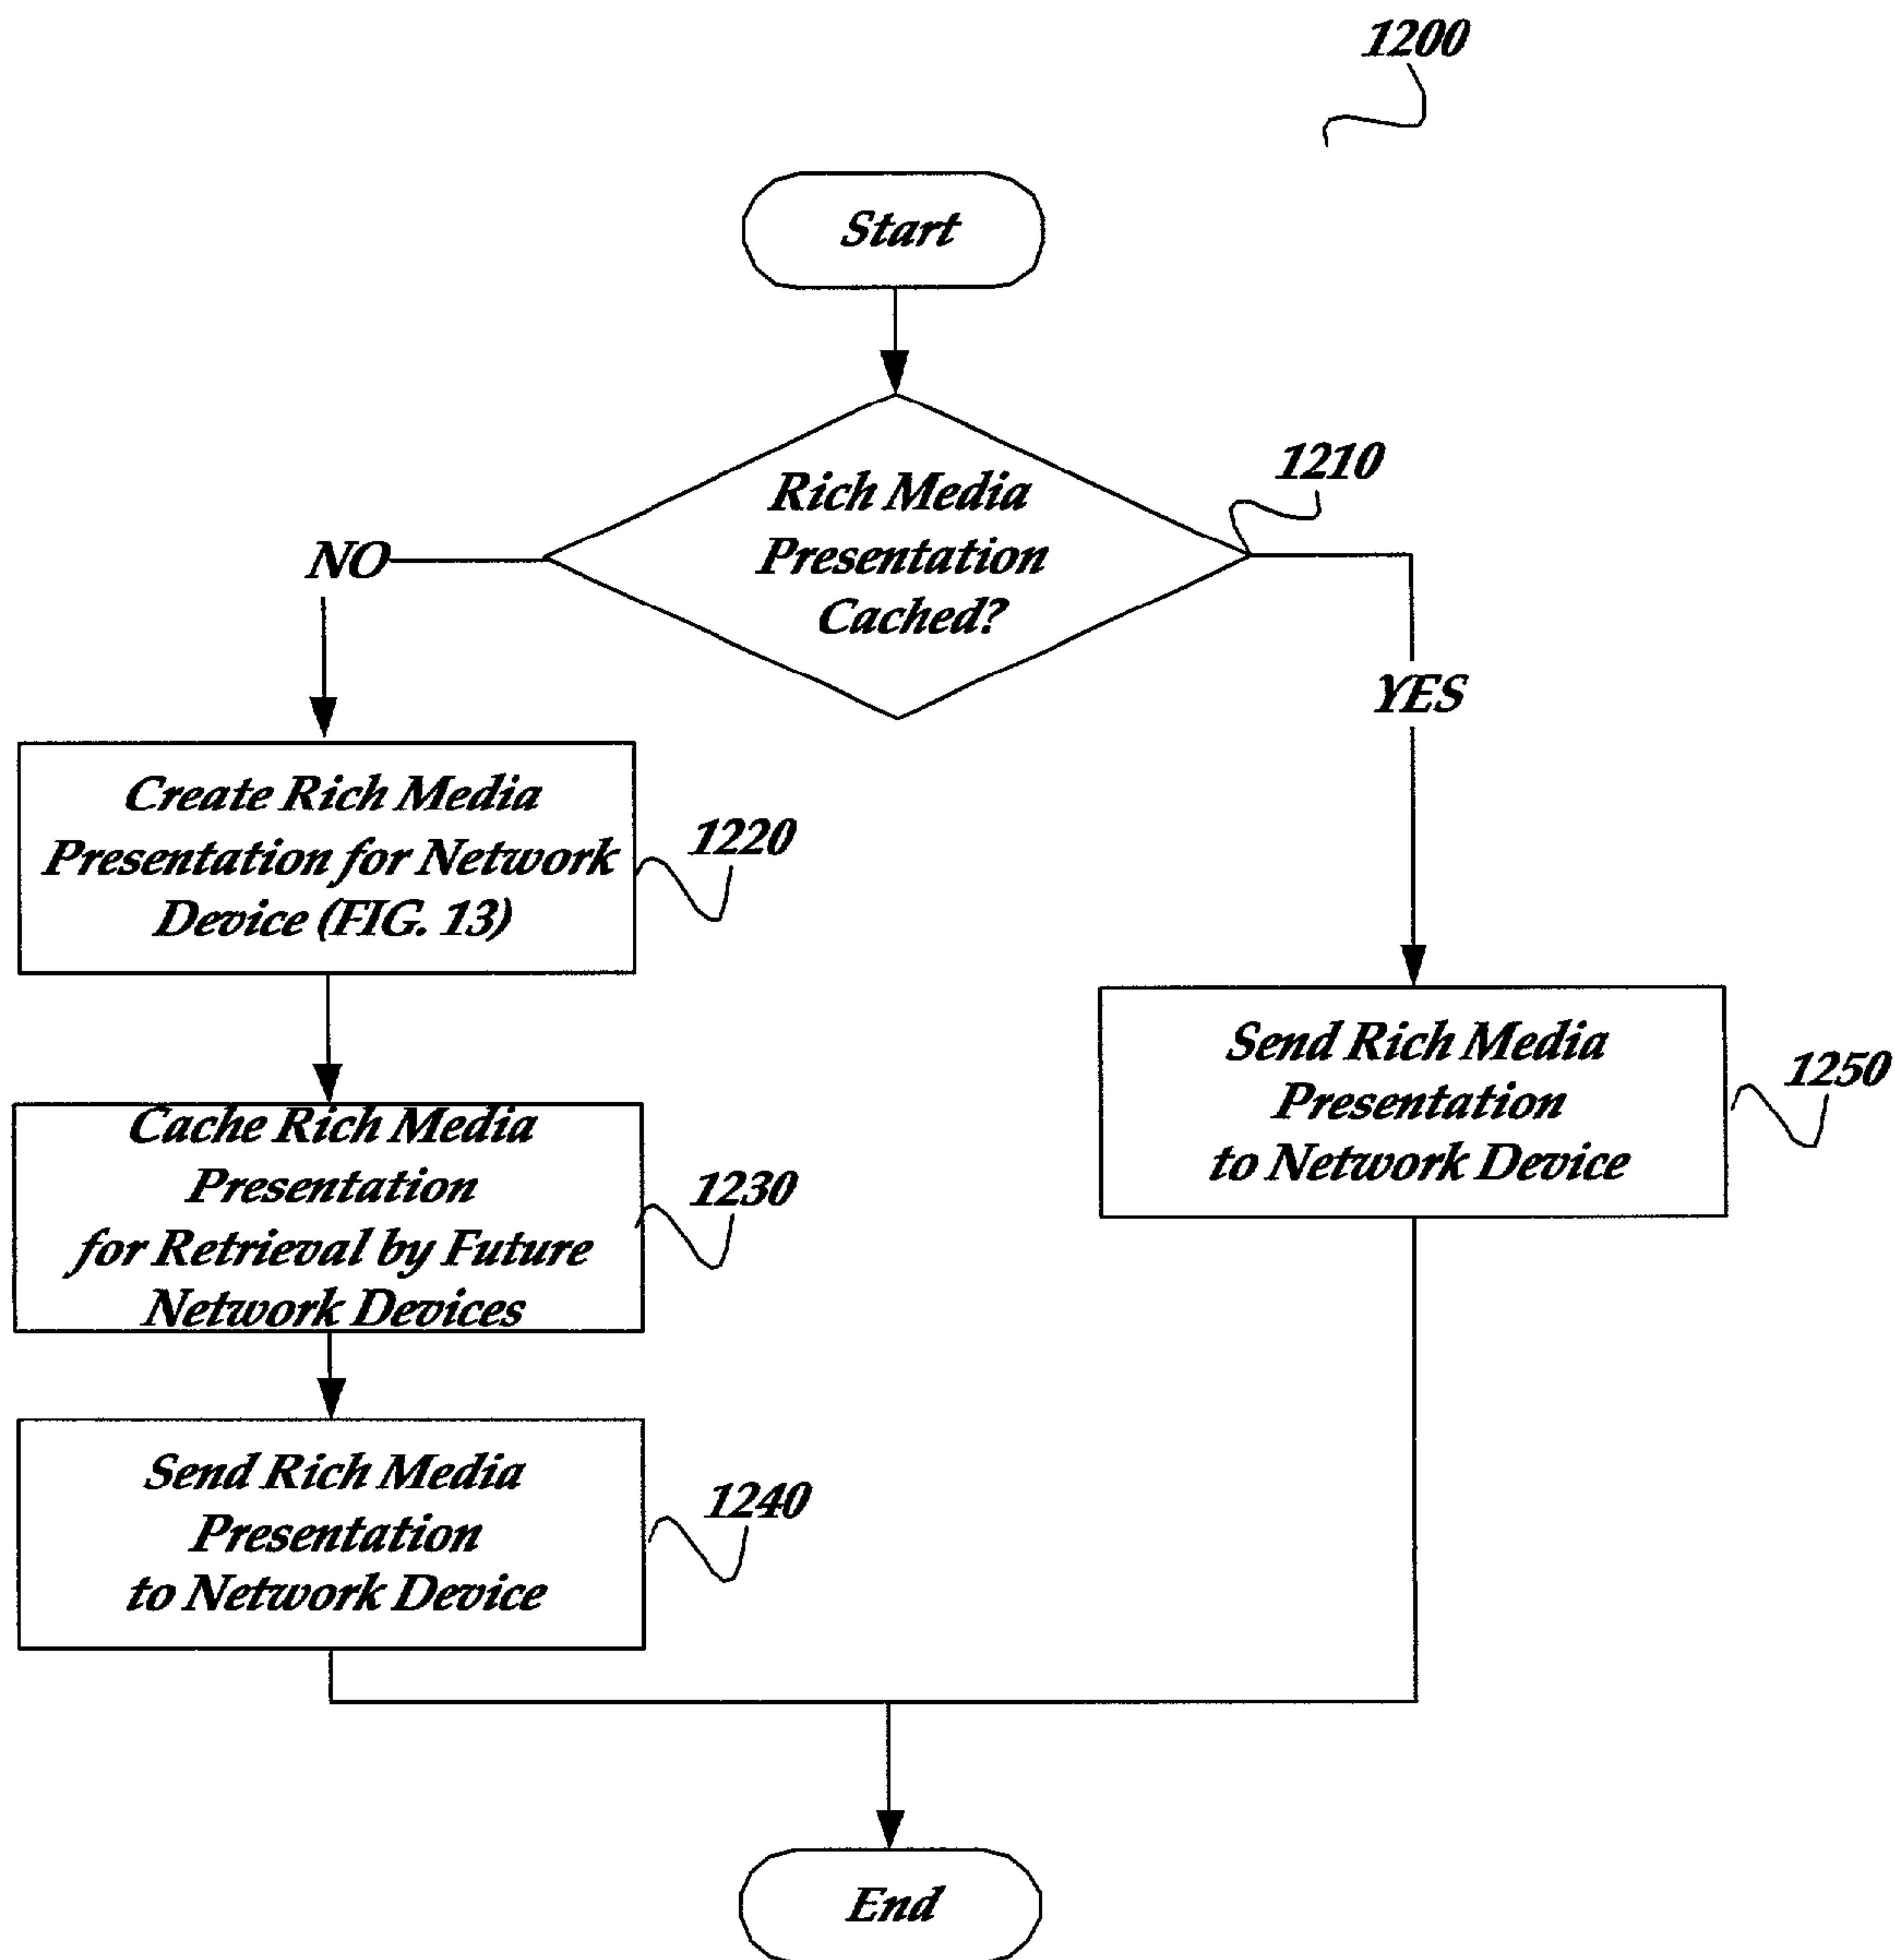 1200
Start
Rich Media
Presentation
Cached?
1210
NO
YES
Create Rich Media
Presentation for Network
Device (FIG. 13)
1220
Send Rich Media
Presentation
to Network Device
1250
Cache Rich Media
Presentation
for Retrieval by Future
Network Devices
1230
Send Rich Media
Presentation
to Network Device
1240
End